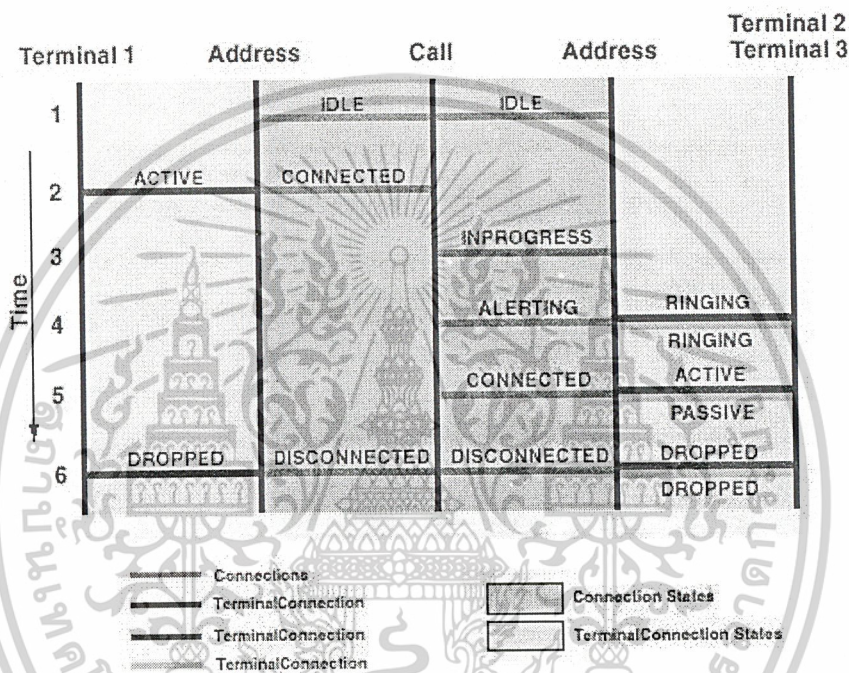 Terminal 2
Terminal 1 Address Call Address Terminal 3
1 IDLE IDLE
2 ACTIVE CONNECTED
3 INPROGRESS
4 ALERTING RINGING
RINGING
5 CONNECTED ACTIVE
PASSIVE
6 DROPPED DISCONNECTED DISCONNECTED DROPPED
DROPPED
Time
Connections
TerminalConnection
TerminalConnection
TerminalConnection
Connection States
TerminalConnection States